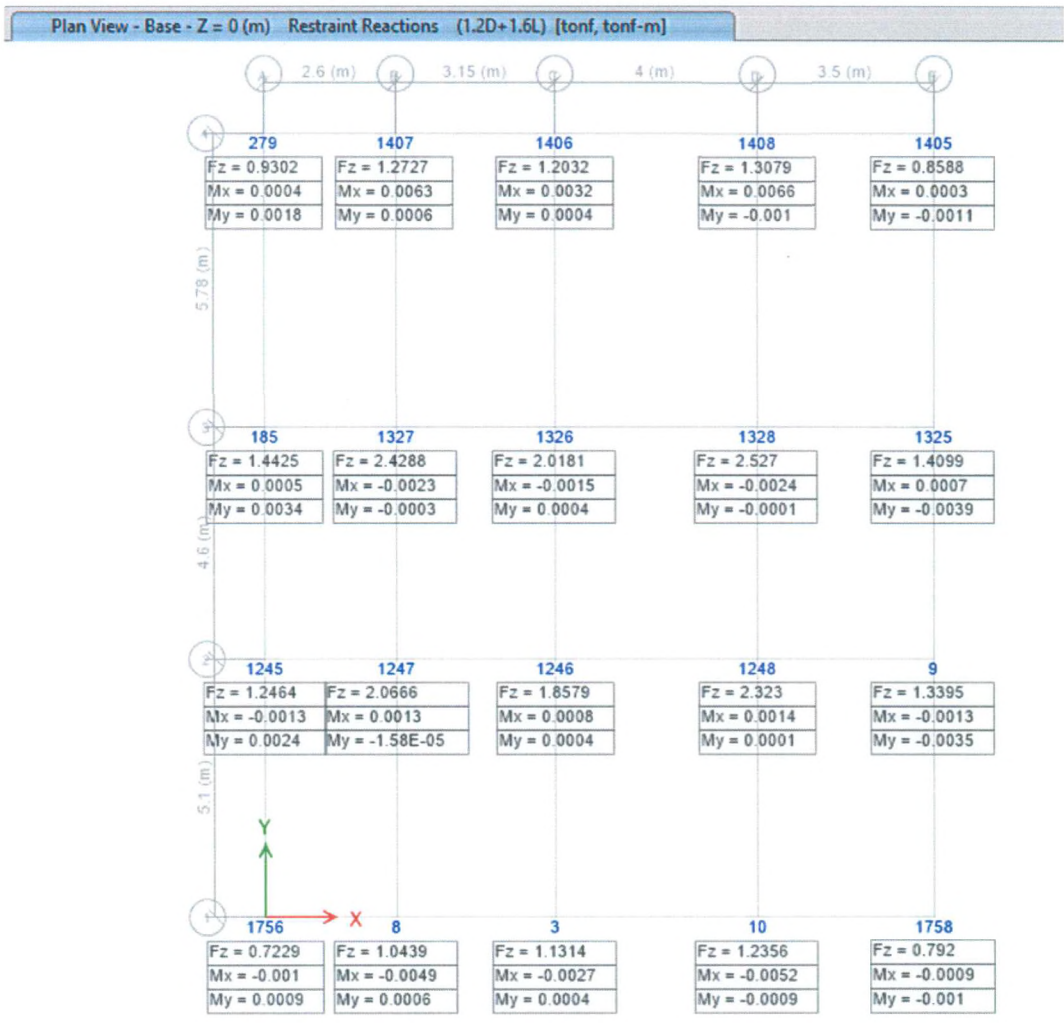 Plan View - Base - Z = 0 (m) Restraint Reactions (1.2D+1.6L) [tonf, tonf-m]
A 2.6 (m) B 3.15 (m) C 4 (m) D 3.5 (m) E
4
279 1407 1406 1408 1405
Fz = 0.9302 Fz = 1.2727 Fz = 1.2032 Fz = 1.3079 Fz = 0.8588
Mx = 0.0004 Mx = 0.0063 Mx = 0.0032 Mx = 0.0066 Mx = 0.0003
My = 0.0018 My = 0.0006 My = 0.0004 My = -0.001 My = -0.0011
5.78 (m)
3
185 1327 1326 1328 1325
Fz = 1.4425 Fz = 2.4288 Fz = 2.0181 Fz = 2.527 Fz = 1.4099
Mx = 0.0005 Mx = -0.0023 Mx = -0.0015 Mx = -0.0024 Mx = 0.0007
My = 0.0034 My = -0.0003 My = 0.0004 My = -0.0001 My = -0.0039
4.6 (m)
2
1245 1247 1246 1248 9
Fz = 1.2464 Fz = 2.0666 Fz = 1.8579 Fz = 2.323 Fz = 1.3395
Mx = -0.0013 Mx = 0.0013 Mx = 0.0008 Mx = 0.0014 Mx = -0.0013
My = 0.0024 My = -1.58E-05 My = 0.0004 My = 0.0001 My = -0.0035
5.1 (m)
Y
X
1
1756 8 3 10 1758
Fz = 0.7229 Fz = 1.0439 Fz = 1.1314 Fz = 1.2356 Fz = 0.792
Mx = -0.001 Mx = -0.0049 Mx = -0.0027 Mx = -0.0052 Mx = -0.0009
My = 0.0009 My = 0.0006 My = 0.0004 My = -0.0009 My = -0.001